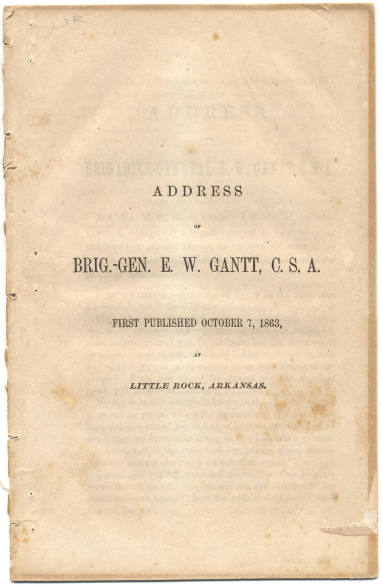 ADDRESS
OF
BRIG.-GEN. E. W. GANTT, C. S. A.
FIRST PUBLISHED OCTOBER 7, 1863,
AT
LITTLE ROCK, ARKANSAS.